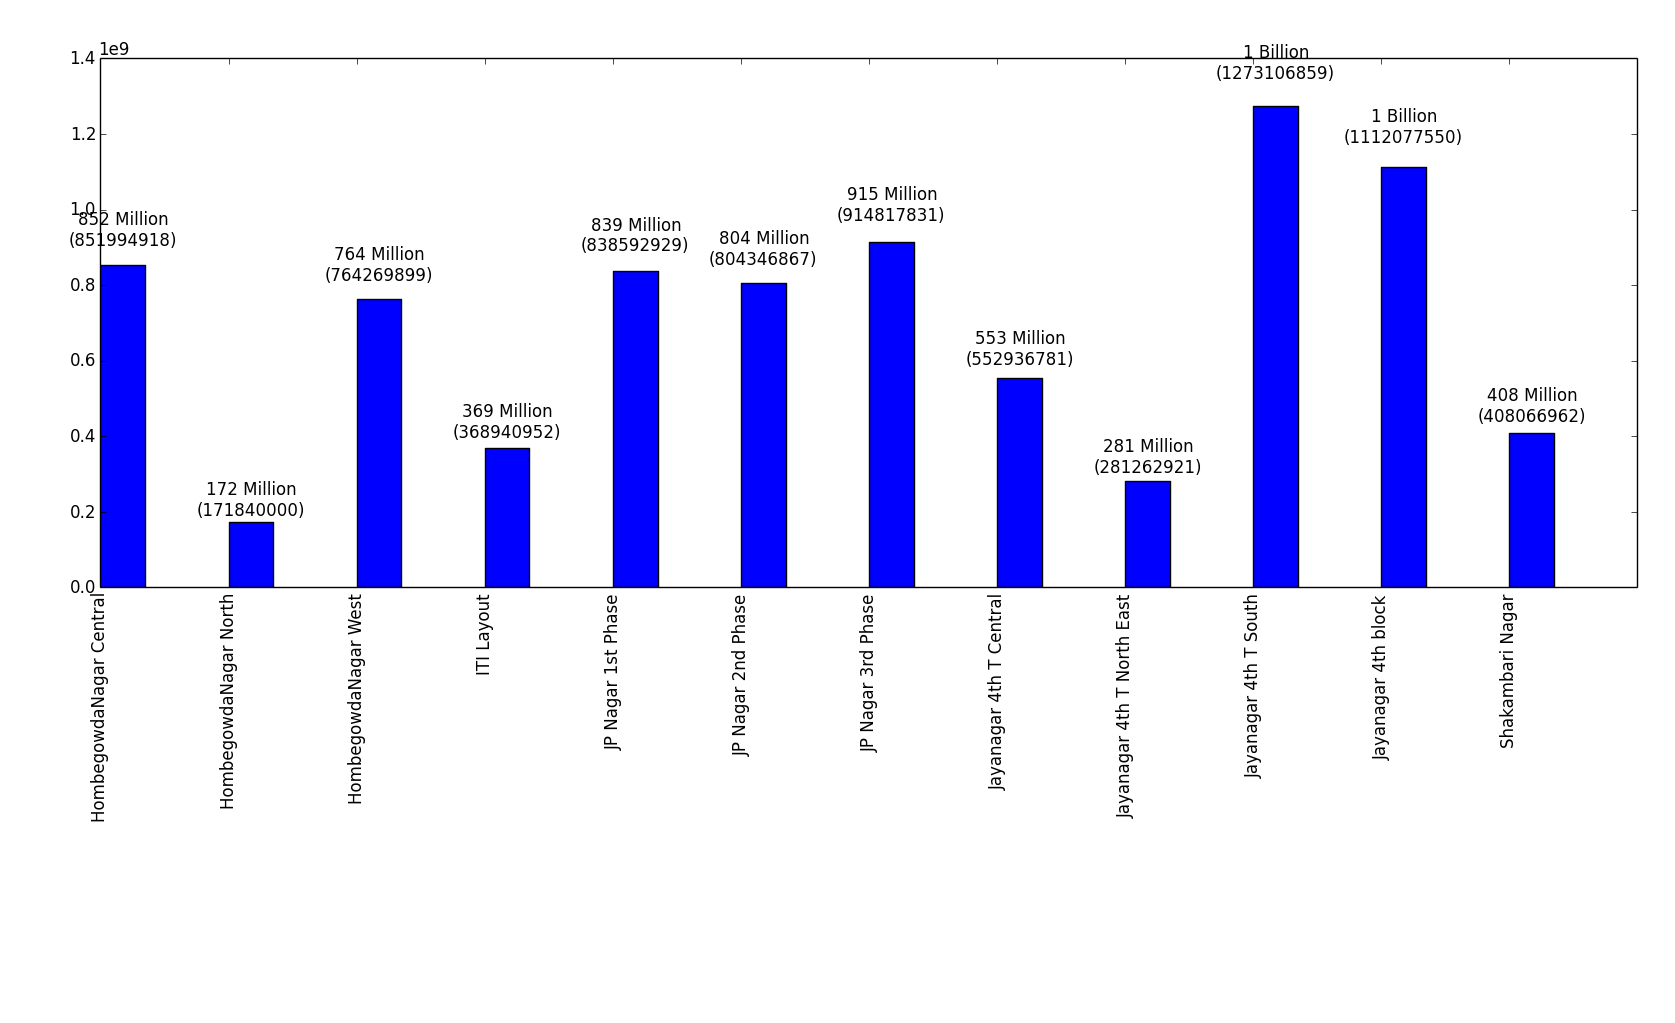 1e9
1.4
1.2
1.0
0.8
0.6
0.4
0.2
0.0
852 Million
(851994918)
172 Million
(171840000)
764 Million
(764269899)
369 Million
(368940952)
839 Million
(838592929)
804 Million
(804346867)
915 Million
(914817831)
553 Million
(552936781)
281 Million
(281262921)
1 Billion
(1273106859)
1 Billion
(1112077550)
408 Million
(408066962)
HombegowdaNagar Central
HombegowdaNagar North
HombegowdaNagar West
ITI Layout
JP Nagar 1st Phase
JP Nagar 2nd Phase
JP Nagar 3rd Phase
Jayanagar 4th T Central
Jayanagar 4th T North East
Jayanagar 4th T South
Jayanagar 4th block
Shakambari Nagar